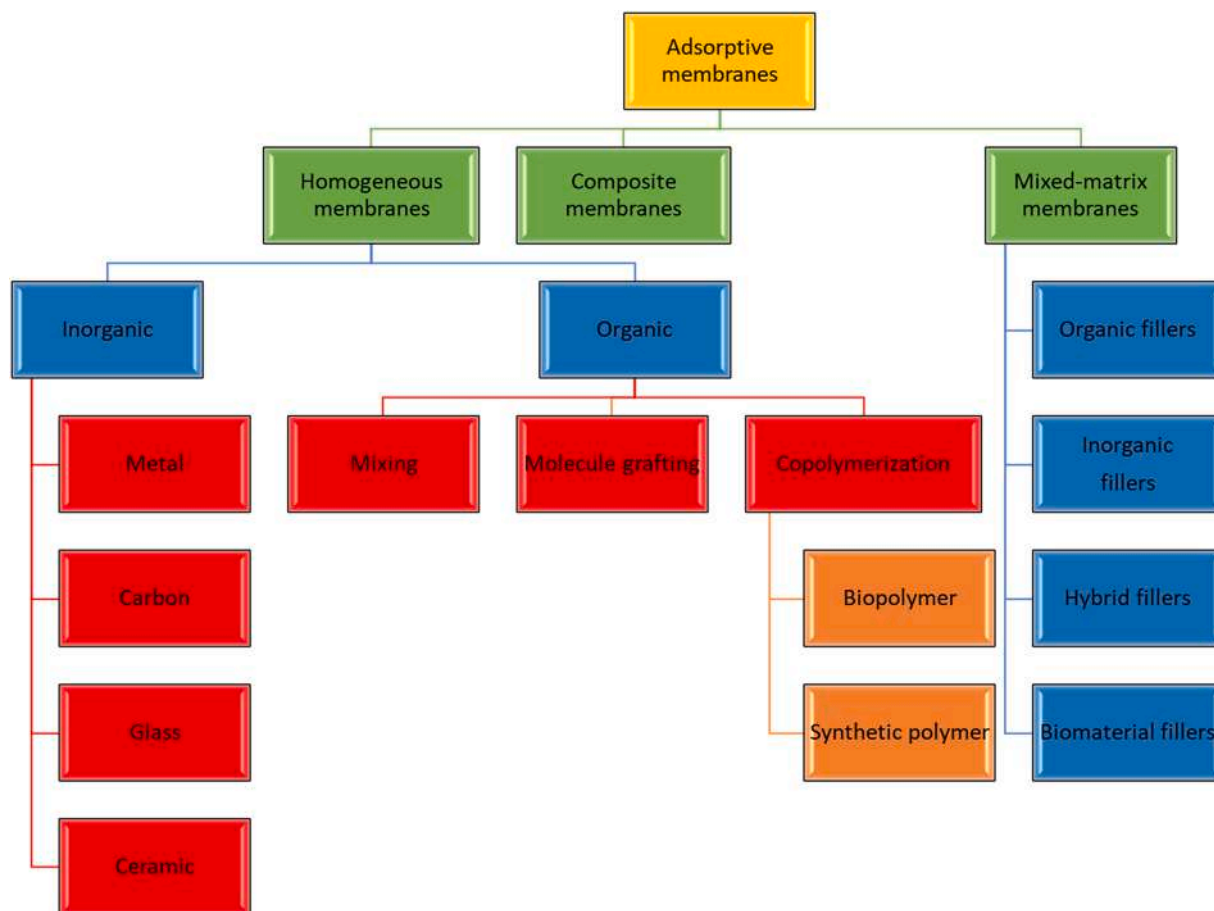 Adsorptive
membranes
Homogeneous
membranes
Composite
membranes
Mixed-matrix
membranes
Inorganic
Organic
Organic fillers
Metal
Mixing
Molecule grafting
Copolymerization
Inorganic
fillers
Carbon
Biopolymer
Hybrid fillers
Glass
Synthetic polymer
Biomaterial fillers
Ceramic